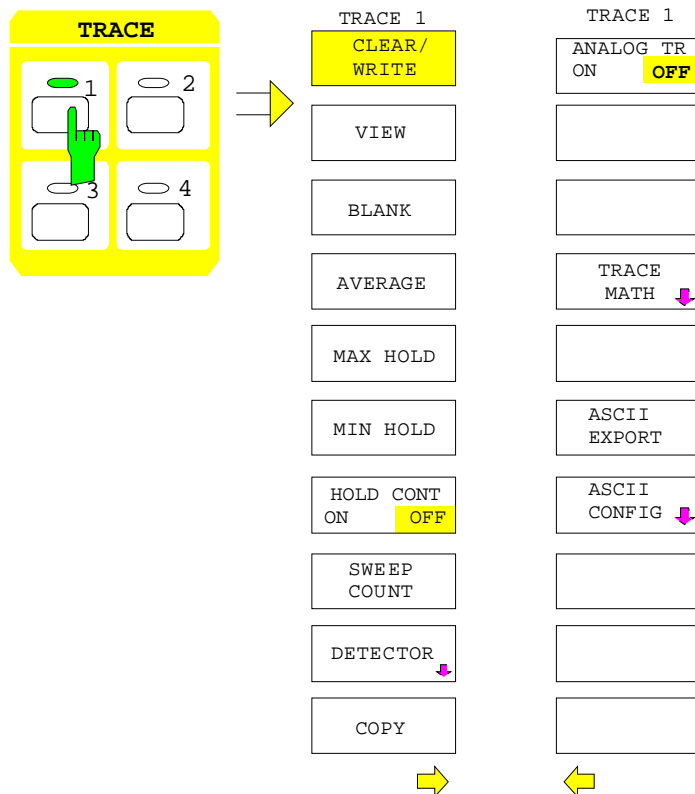 TRACE
1
2
3
4
TRACE 1
CLEAR/
WRITE
VIEW
BLANK
AVERAGE
MAX HOLD
MIN HOLD
HOLD CONT
ON OFF
SWEEP
COUNT
DETECTOR
COPY
TRACE 1
ANALOG TR
ON OFF
TRACE
MATH
ASCII
EXPORT
ASCII
CONFIG